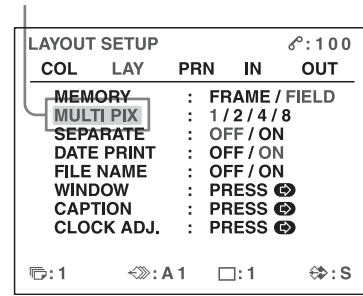 LAYOUT SETUP :100
COL LAY PRN IN OUT
MEMORY : FRAME / FIELD
MULTI PIX : 1 / 2 / 4 / 8
SEPARATE : OFF / ON
DATE PRINT : OFF / ON
FILE NAME : OFF / ON
WINDOW : PRESS
CAPTION : PRESS
CLOCK ADJ. : PRESS
:1 :A1 :1 :S